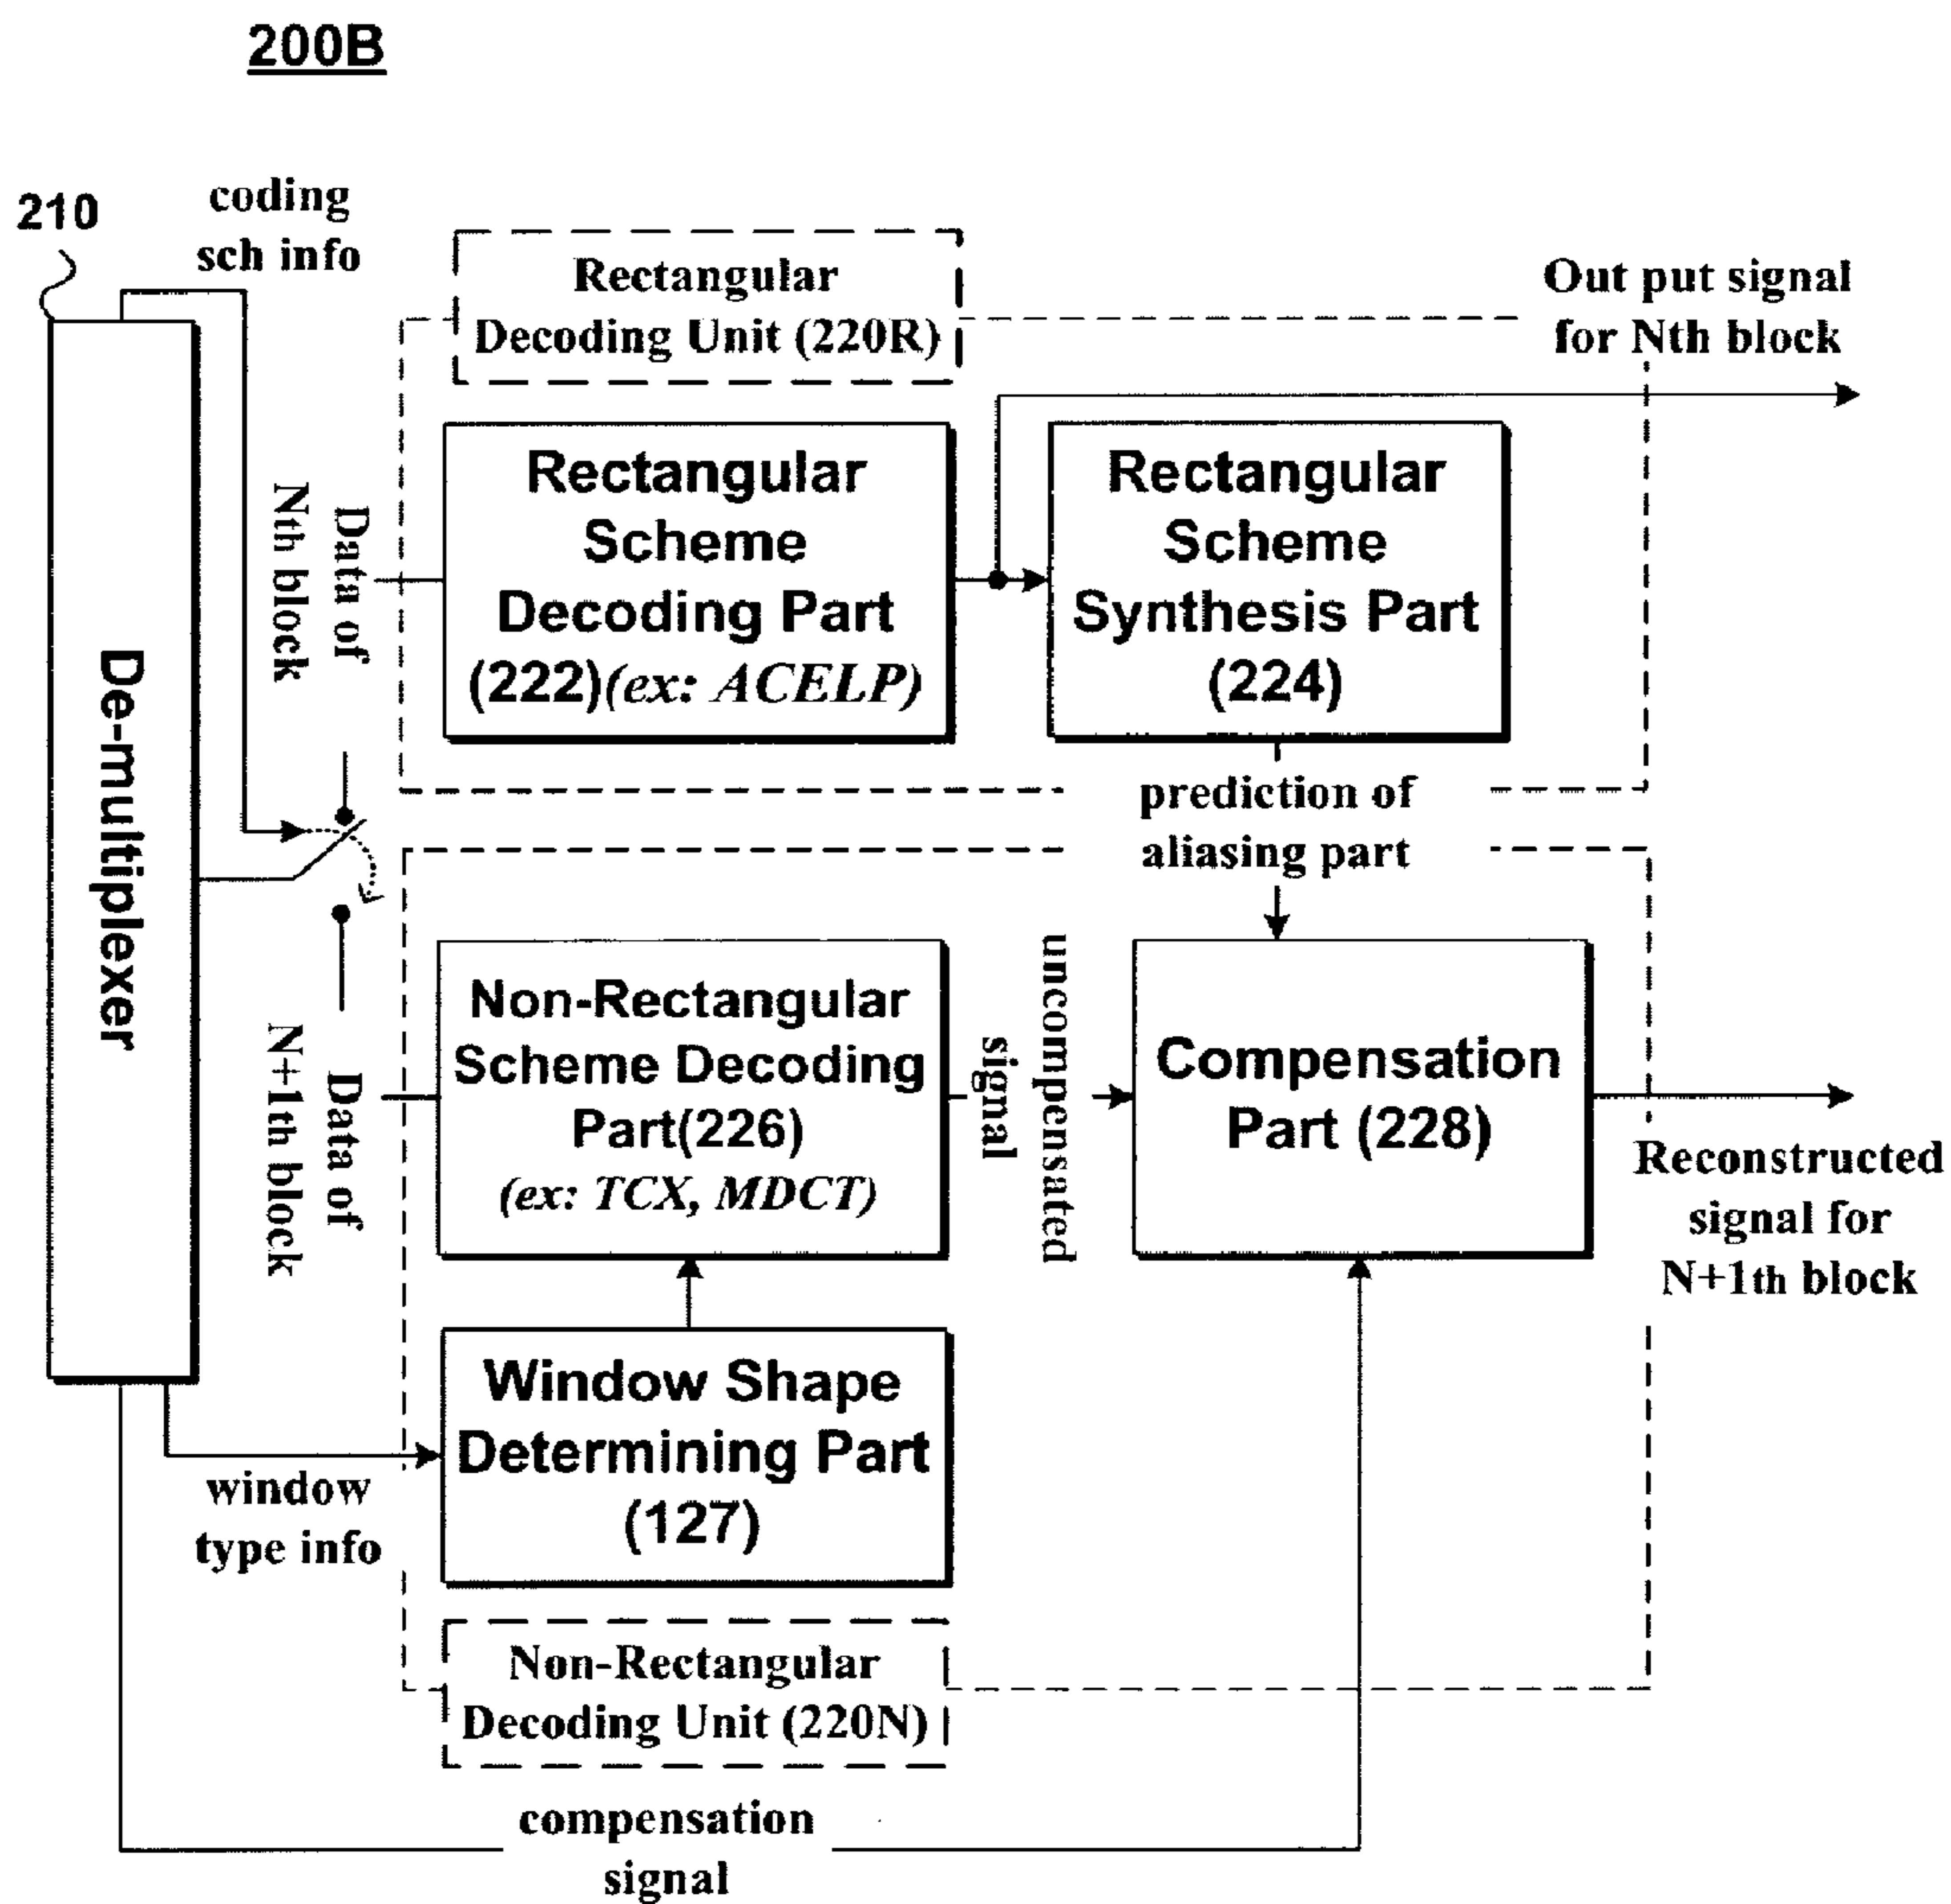 200B
210
coding
sch info
Rectangular
Decoding Unit (220R)
Out put signal
for Nth block
De-multiplexer
Data of
Nth block
Rectangular
Scheme
Decoding Part
(222)(ex: ACELP)
Rectangular
Scheme
Synthesis Part
(224)
prediction of
aliasing part
Data of
N+1th block
Non-Rectangular
Scheme Decoding
Part(226)
(ex: TCX, MDCT)
uncompensated
signal
Compensation
Part (228)
Reconstructed
signal for
N+1th block
Window Shape
Determining Part
(127)
window
type info
Non-Rectangular
Decoding Unit (220N)
compensation
signal